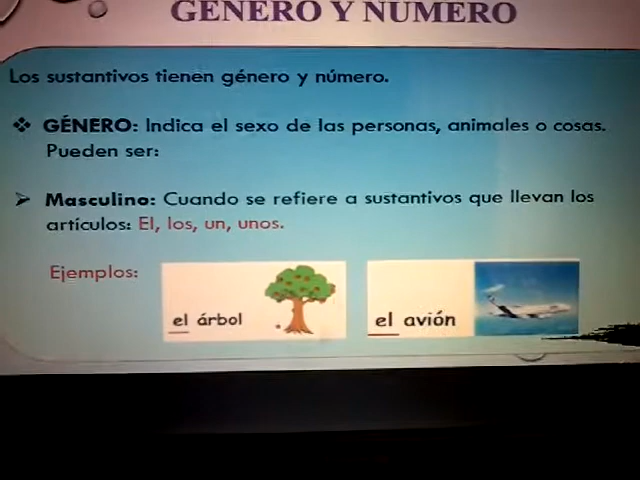 GÉNERO Y NÚMERO
Los sustantivos tienen género y número.
❖ GÉNERO: Indica el sexo de las personas, animales o cosas.
Pueden ser:
➢ Masculino: Cuando se refiere a sustantivos que llevan los
artículos: El, los, un, unos.
Ejemplos:
el árbol
el avión